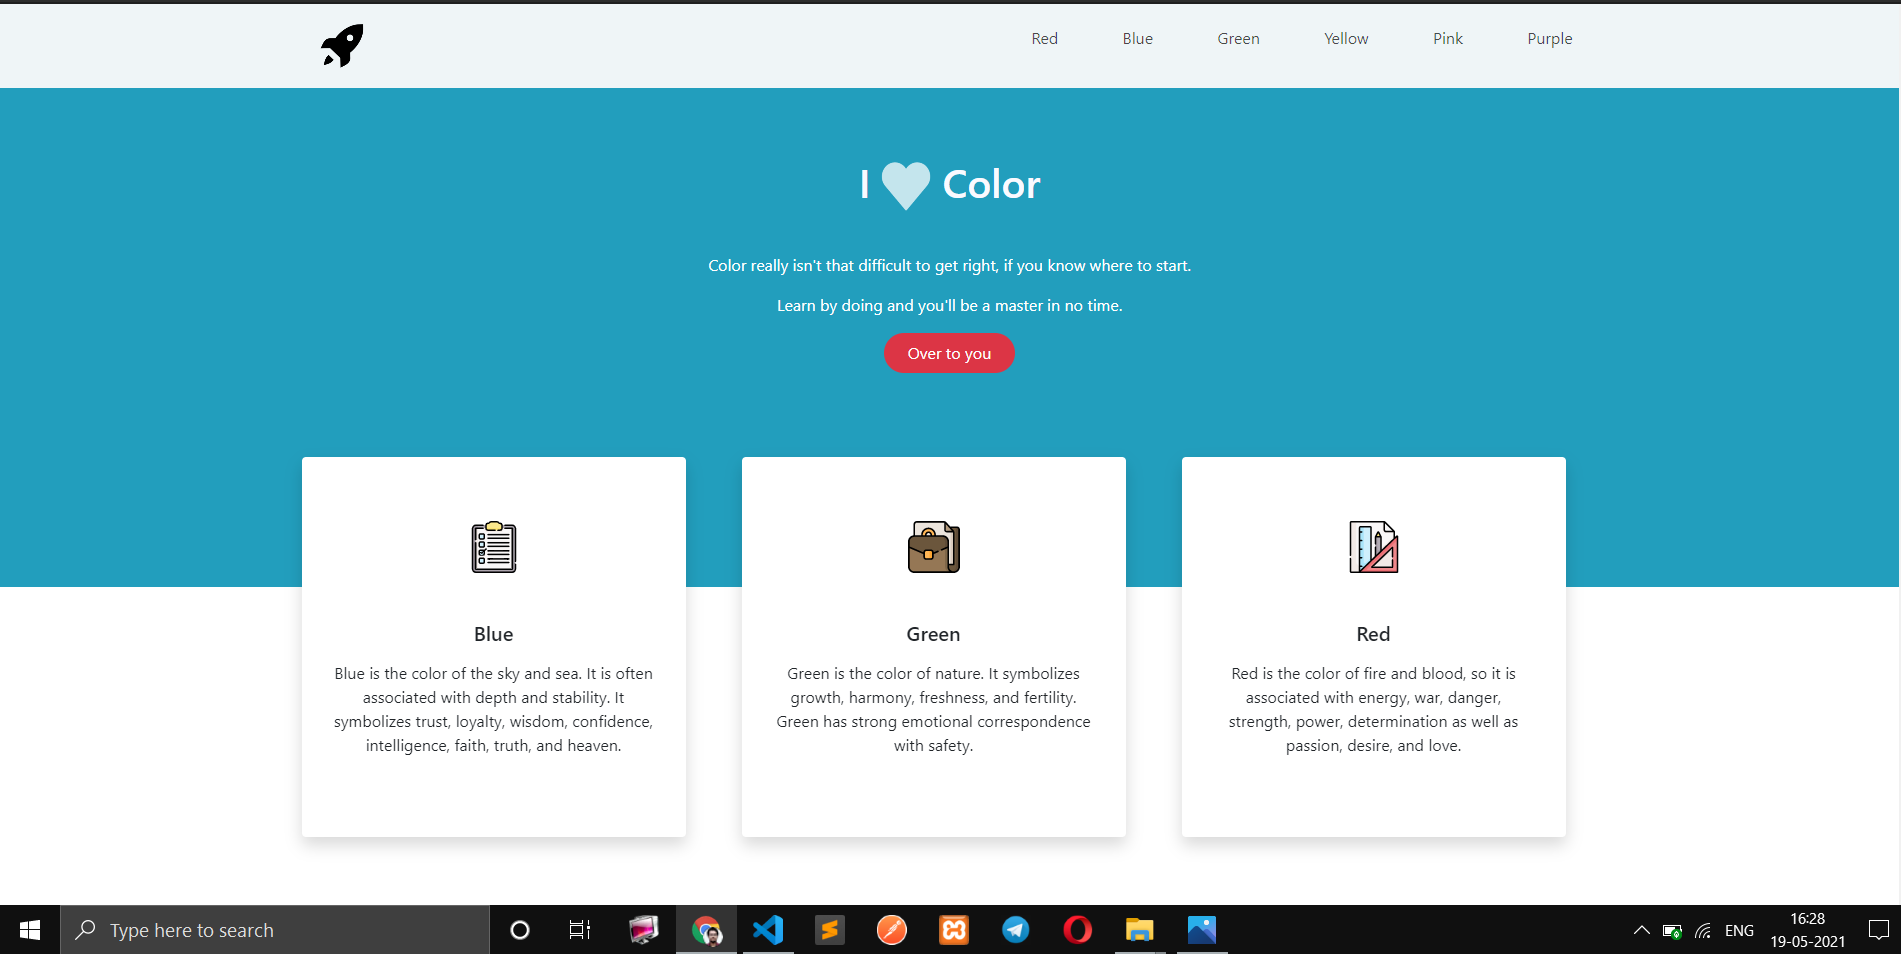 Red Blue Green Yellow Pink Purple
I Color
Color really isn't that difficult to get right, if you know where to start.
Learn by doing and you'll be a master in no time.
Over to you
Blue
Blue is the color of the sky and sea. It is often
associated with depth and stability. It
symbolizes trust, loyalty, wisdom, confidence,
intelligence, faith, truth, and heaven.
Green
Green is the color of nature. It symbolizes
growth, harmony, freshness, and fertility.
Green has strong emotional correspondence
with safety.
Red
Red is the color of fire and blood, so it is
associated with energy, war, danger,
strength, power, determination as well as
passion, desire, and love.
Type here to search
ENG
16:28
19-05-2021